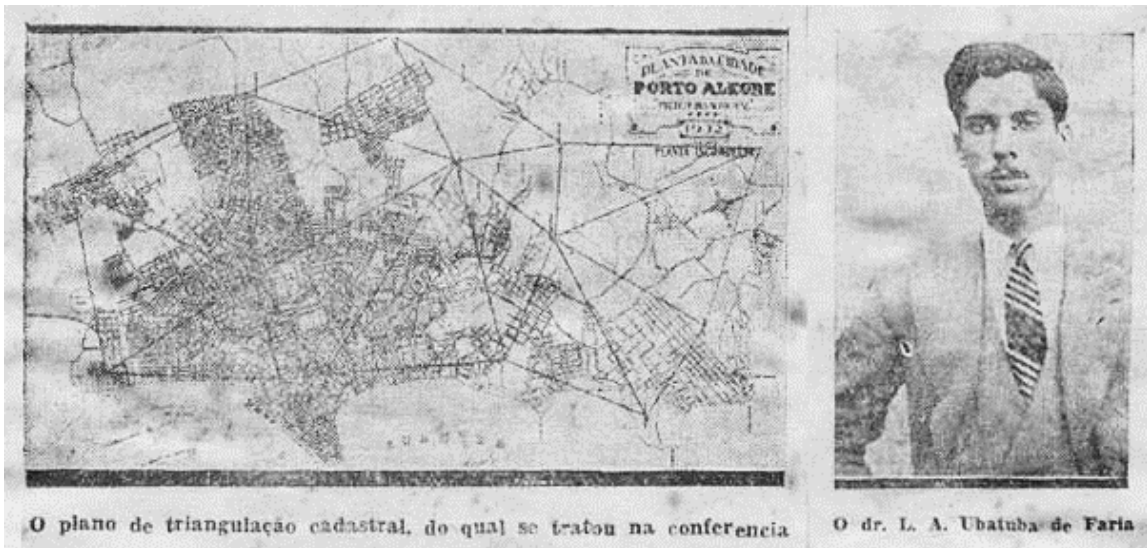 PLANTA DA CIDADE
DE
PORTO ALEGRE
1932
O plano de triangulação cadastral, do qual se tratou na conferencia
O dr. L. A. Ubatuba de Faria